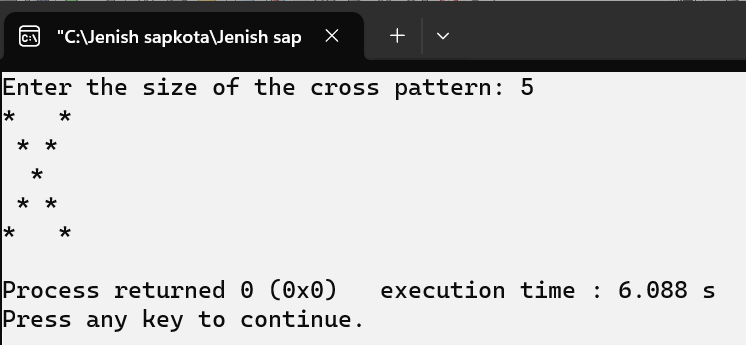 "C:\Jenish sapkota\Jenish sap
Enter the size of the cross pattern: 5
*   *
 * *
  *
 * *
*   *
Process returned 0 (0x0)   execution time : 6.088 s
Press any key to continue.